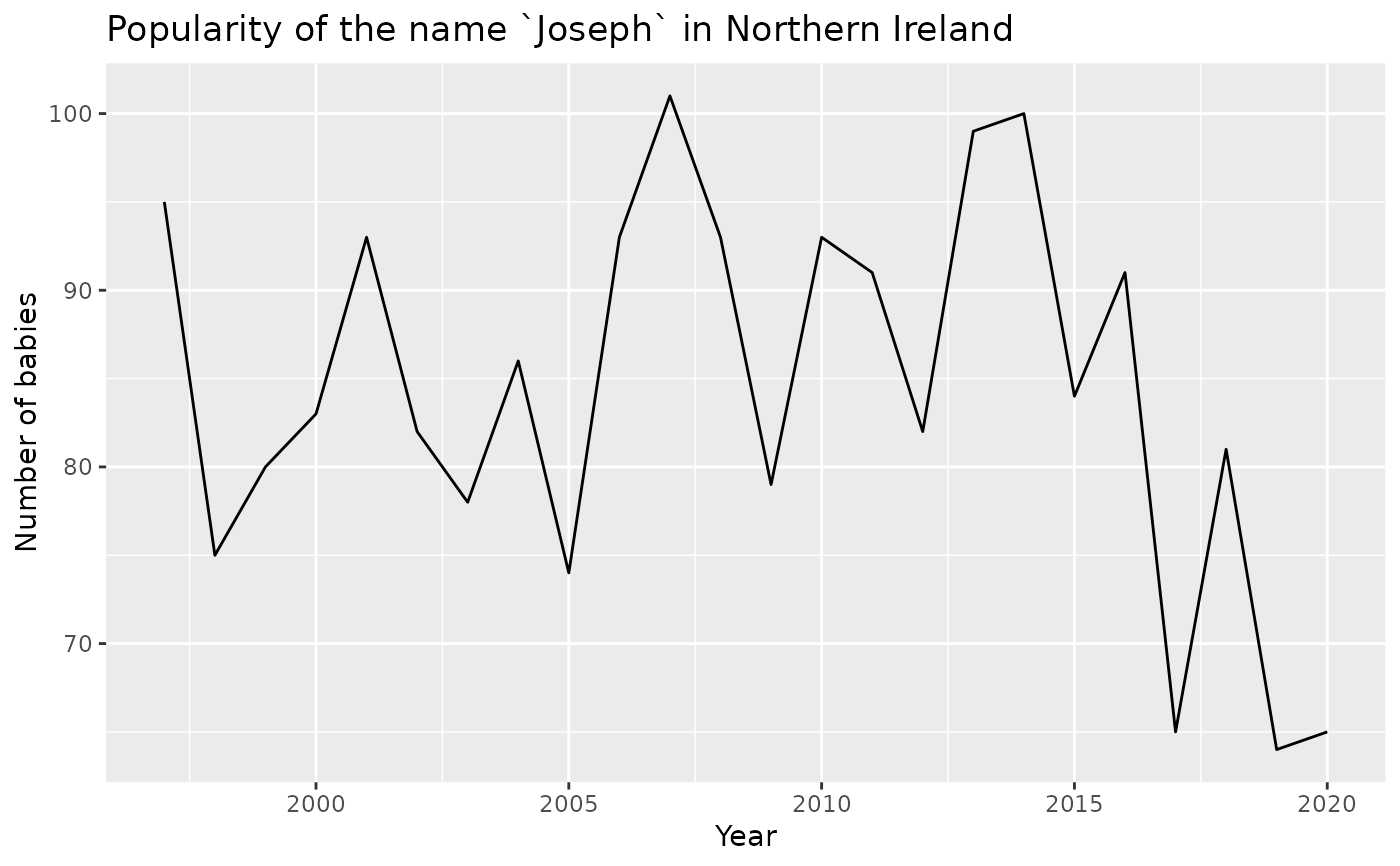 Popularity of the name `Joseph` in Northern Ireland
Number of babies
100
90
80
70
2000 2005 2010 2015 2020
Year